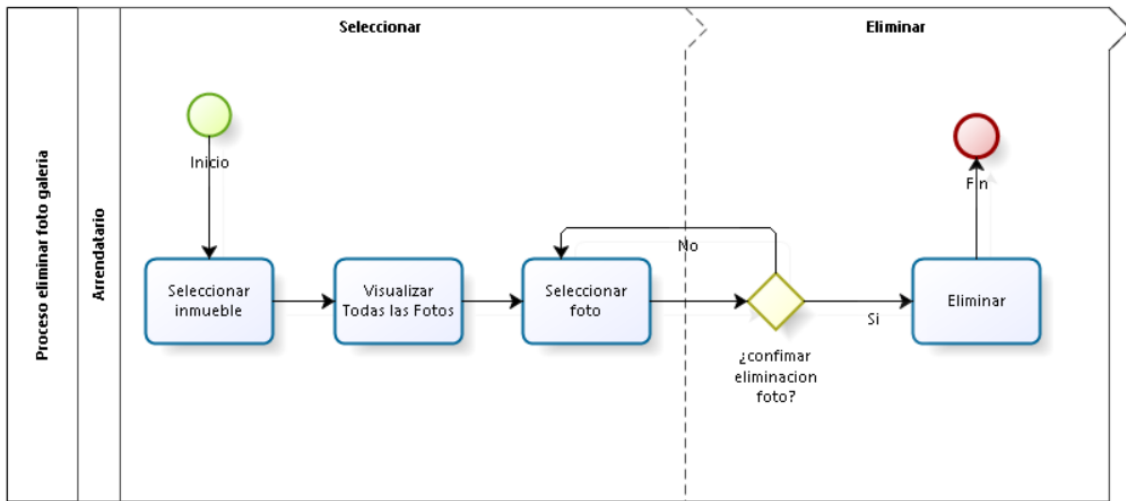 Proceso eliminar foto galeria
Arrendatario
Seleccionar
Eliminar
Inicio
Fin
No
Seleccionar
inmueble
Visualizar
Todas las Fotos
Seleccionar
foto
Si
Eliminar
¿confimar
eliminacion
foto?